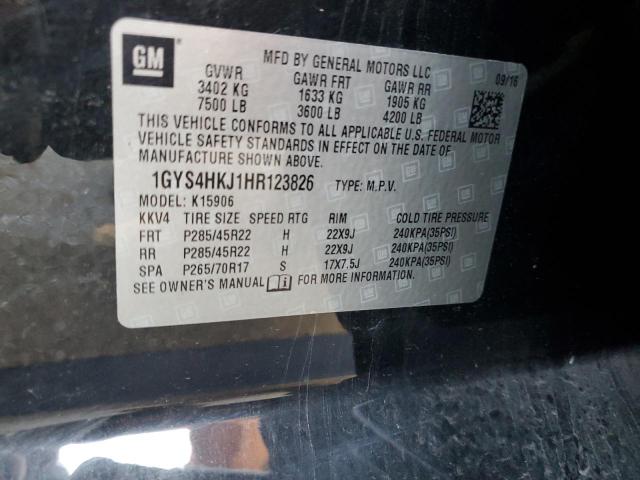 GM
MFD BY GENERAL MOTORS LLC
09/16
GVWR GAWR FRT GAWR RR
3402 KG 1633 KG 1905 KG
7500 LB 3600 LB 4200 LB
THIS VEHICLE CONFORMS TO ALL APPLICABLE U.S. FEDERAL MOTOR
VEHICLE SAFETY STANDARDS IN EFFECT ON THE DATE OF
MANUFACTURE SHOWN ABOVE.
1GYS4HKJ1HR123826 TYPE: M.P.V.
MODEL: K15906
KKV4 TIRE SIZE SPEED RTG RIM COLD TIRE PRESSURE
FRT P285/45R22 H 22X9J 240KPA(35PSI)
RR P285/45R22 H 22X9J 240KPA(35PSI)
SPA P265/70R17 S 17X7.5J 240KPA(35PSI)
SEE OWNER'S MANUAL FOR MORE INFORMATION.